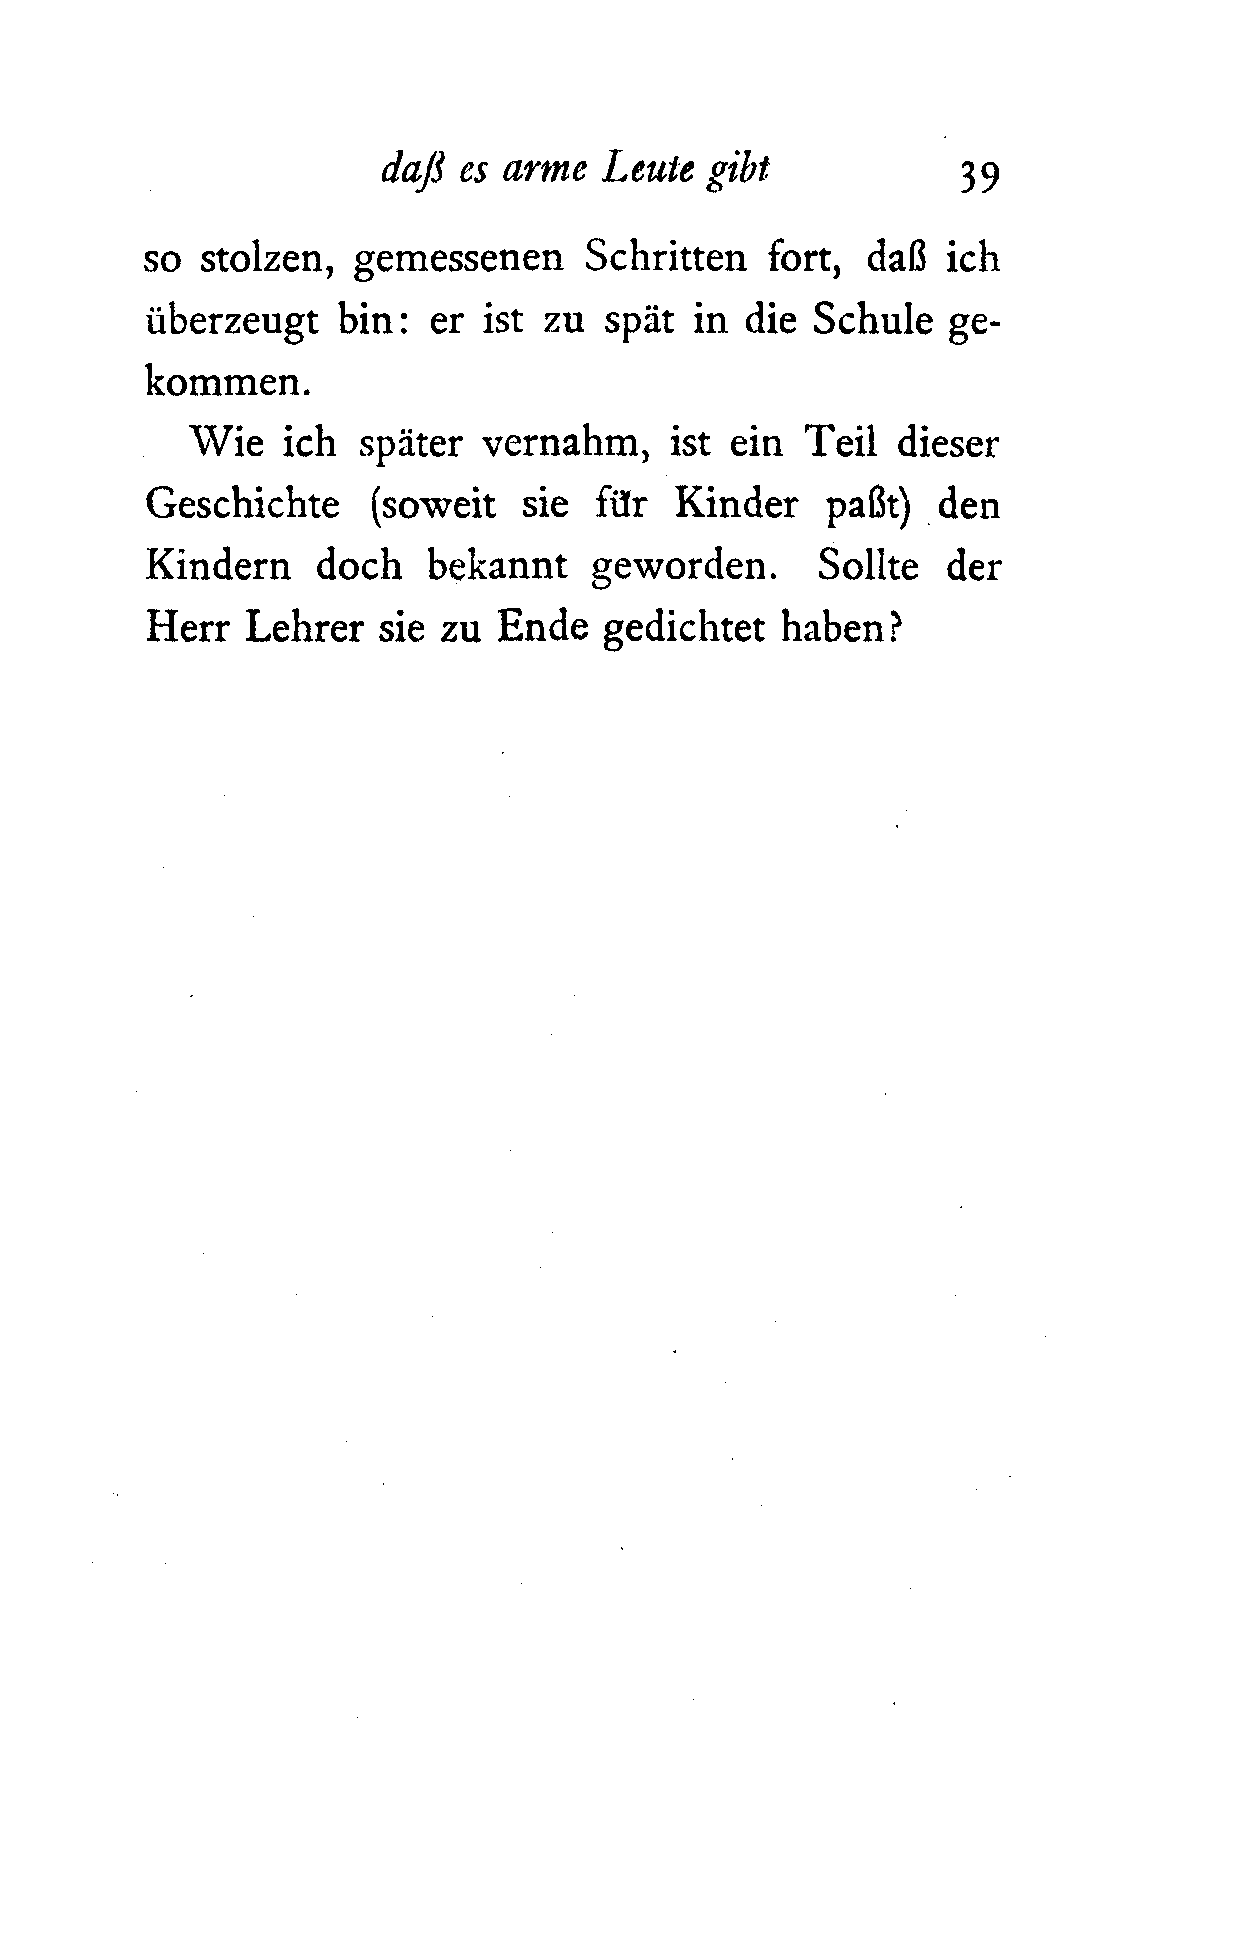 daß es arme Leute gibt 39
so stolzen, gemessenen Schritten fort, daß ich
überzeugt bin: er ist zu spät in die Schule ge-
kommen.
Wie ich später vernahm, ist ein Teil dieser
Geschichte (soweit sie für Kinder paßt) den
Kindern doch bekannt geworden. Sollte der
Herr Lehrer sie zu Ende gedichtet haben?